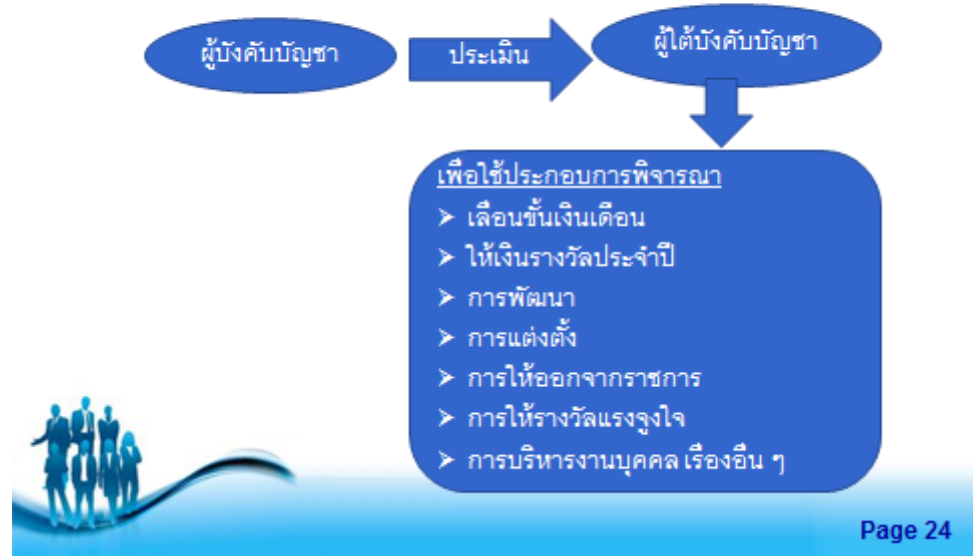 ผู้บังคับบัญชา
ประเมิน
ผู้ใต้บังคับบัญชา
เพื่อใช้ประกอบการพิจารณา
➢ เลื่อนขั้นเงินเดือน
➢ ให้เงินรางวัลประจำปี
➢ การพัฒนา
➢ การแต่งตั้ง
➢ การให้ออกจากราชการ
➢ การให้รางวัลแรงจูงใจ
➢ การบริหารงานบุคคล เรื่องอื่น ๆ
Page 24